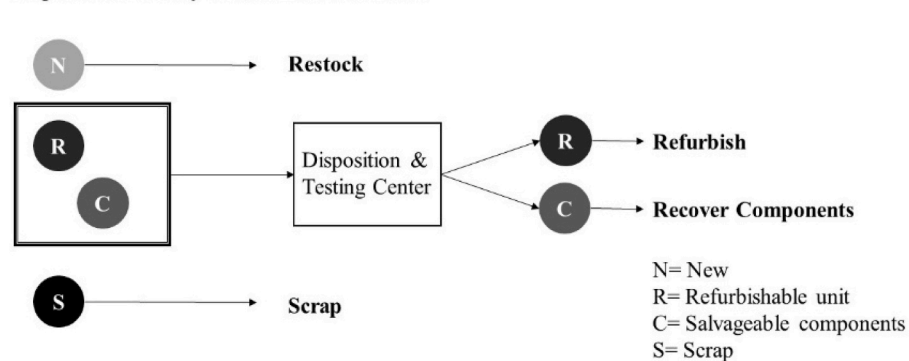 N
Restock
R
C
Disposition &
Testing Center
R
Refurbish
C
Recover Components
S
Scrap
N= New
R= Refurbishable unit
C= Salvageable components
S= Scrap